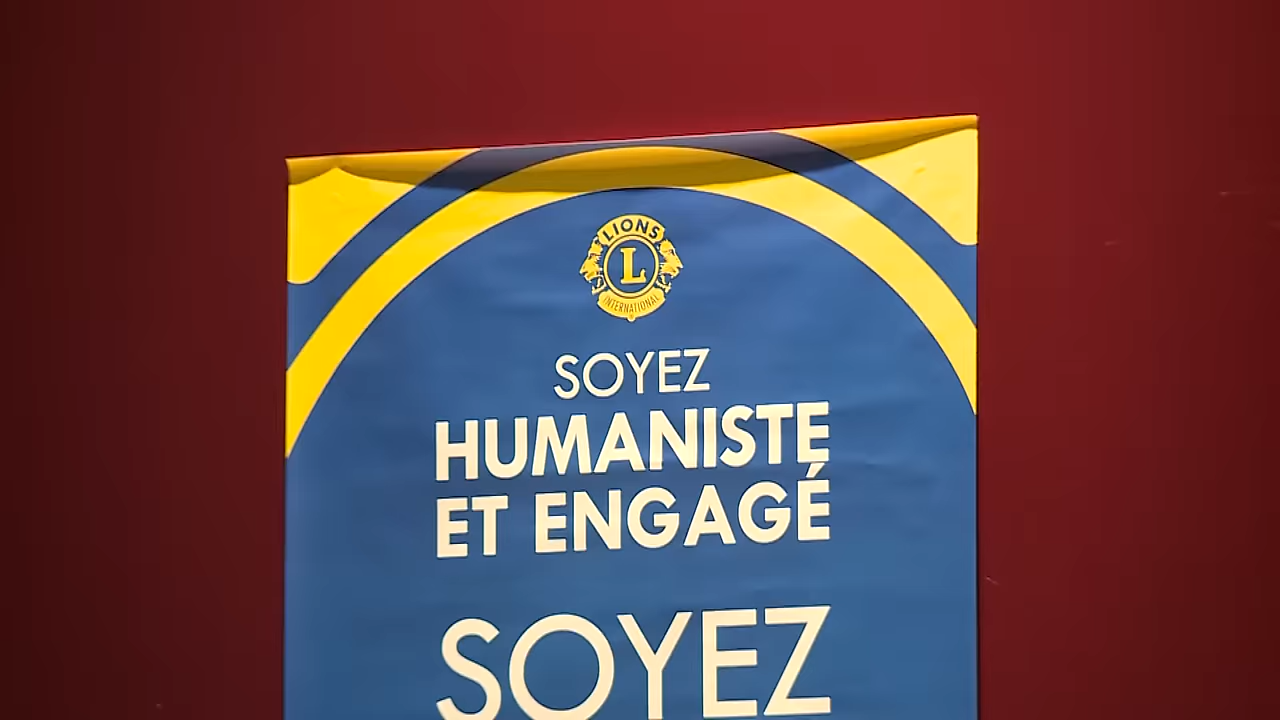 LIONS
L
INTERNATIONAL
SOYEZ
HUMANISTE
ET ENGAGÉ
SOYEZ